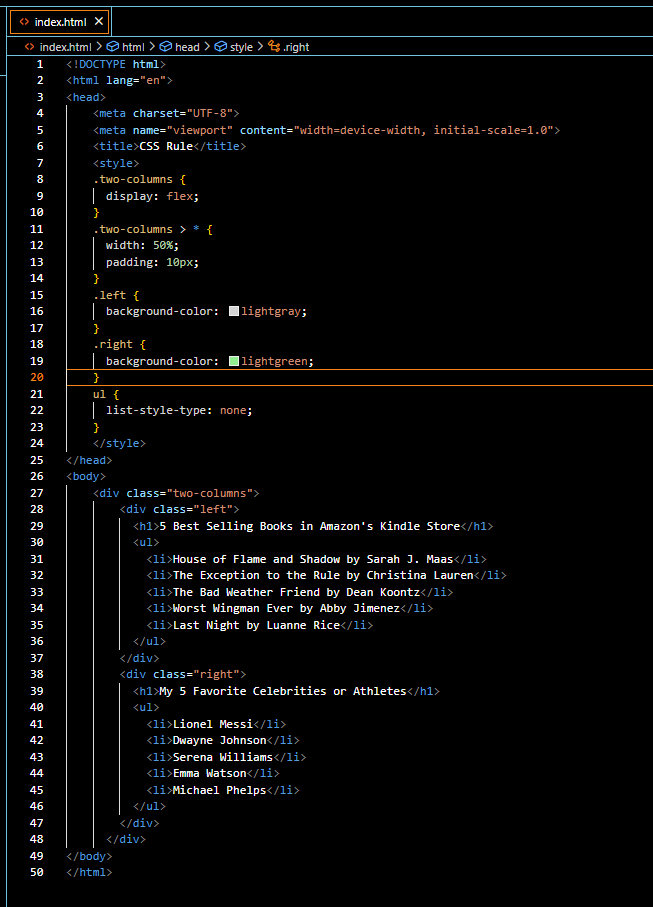 index.html
index.html > html > head > style > .right
1 <!DOCTYPE html>
2 <html lang="en">
3 <head>
4 <meta charset="UTF-8">
5 <meta name="viewport" content="width=device-width, initial-scale=1.0">
6 <title>CSS Rule</title>
7 <style>
8 .two-columns {
9 display: flex;
10 }
11 .two-columns > * {
12 width: 50%;
13 padding: 10px;
14 }
15 .left {
16 background-color: lightgray;
17 }
18 .right {
19 background-color: lightgreen;
20 }
21 ul {
22 list-style-type: none;
23 }
24 </style>
25 </head>
26 <body>
27 <div class="two-columns">
28 <div class="left">
29 <h1>5 Best Selling Books in Amazon's Kindle Store</h1>
30 <ul>
31 <li>House of Flame and Shadow by Sarah J. Maas</li>
32 <li>The Exception to the Rule by Christina Lauren</li>
33 <li>The Bad Weather Friend by Dean Koontz</li>
34 <li>Worst Wingman Ever by Abby Jimenez</li>
35 <li>Last Night by Luanne Rice</li>
36 </ul>
37 </div>
38 <div class="right">
39 <h1>My 5 Favorite Celebrities or Athletes</h1>
40 <ul>
41 <li>Lionel Messi</li>
42 <li>Dwayne Johnson</li>
43 <li>Serena Williams</li>
44 <li>Emma Watson</li>
45 <li>Michael Phelps</li>
46 </ul>
47 </div>
48 </div>
49 </body>
50 </html>